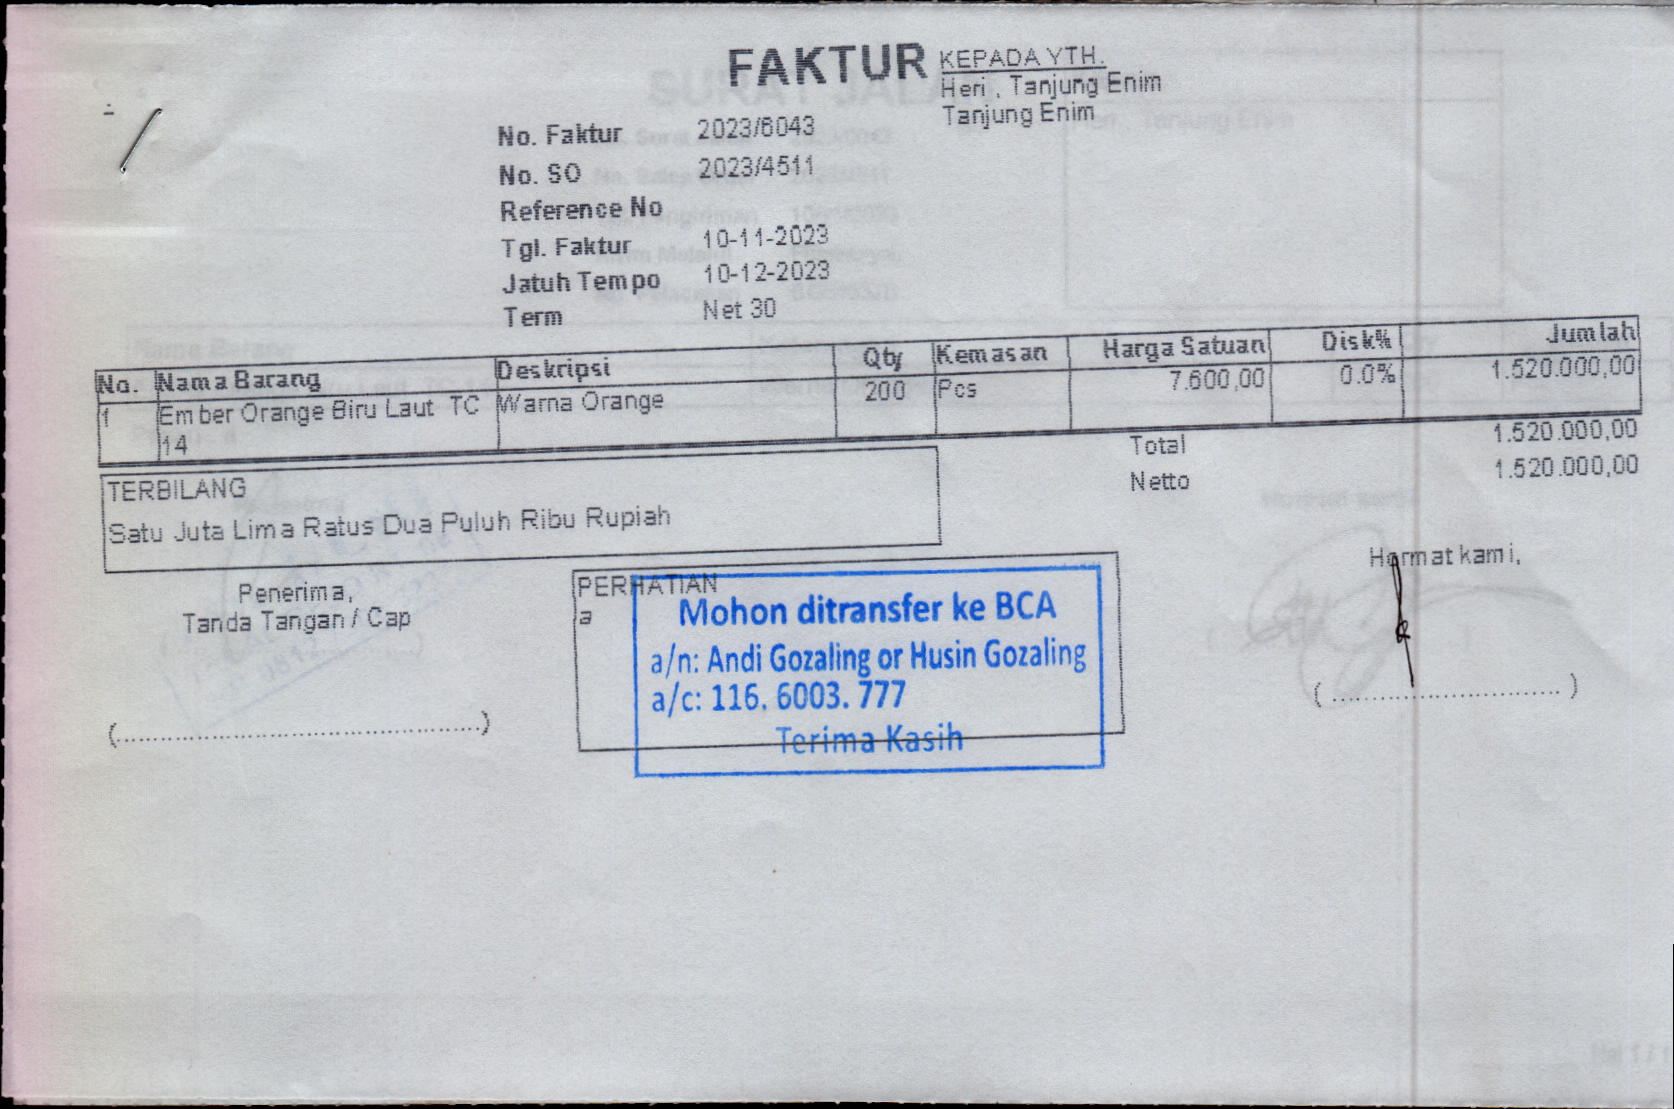 FAKTUR
KEPADA YTH.
Heri , Tanjung Enim
Tanjung Enim
No. Faktur 2023/6043
No. SO 2023/4511
Reference No
Tgl. Faktur 10-11-2023
Jatuh Tempo 10-12-2023
Term Net 30
No. Nama Barang Deskripsi Qty Kemasan Harga Satuan Disk% Jumlah
1 Ember Orange Biru Laut TC Warna Orange 200 Pcs 7.600,00 0.0% 1.520.000,00
14
Total 1.520.000,00
Netto 1.520.000,00
TERBILANG
Satu Juta Lima Ratus Dua Puluh Ribu Rupiah
Penerima,
Tanda Tangan / Cap
(................................................)
PERHATIAN
a
Mohon ditransfer ke BCA
a/n: Andi Gozaling or Husin Gozaling
a/c: 116. 6003. 777
Terima Kasih
Hormat kami,
(..............................)